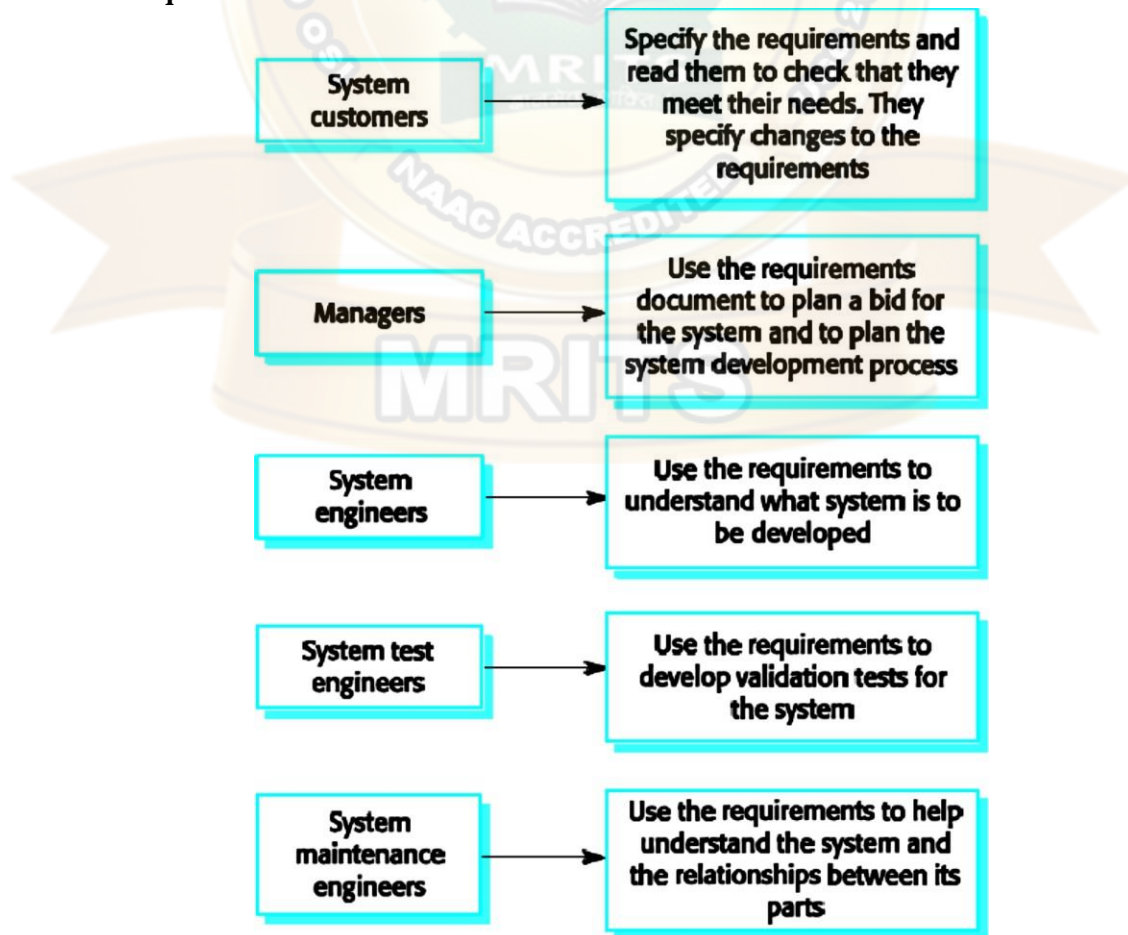 System
customers
Specify the requirements and
read them to check that they
meet their needs. They
specify changes to the
requirements
Managers
Use the requirements
document to plan a bid for
the system and to plan the
system development process
System
engineers
Use the requirements to
understand what system is to
be developed
System test
engineers
Use the requirements to
develop validation tests for
the system
System
maintenance
engineers
Use the requirements to help
understand the system and
the relationships between its
parts
MRITS
NAAC ACCREDITED
MRITS